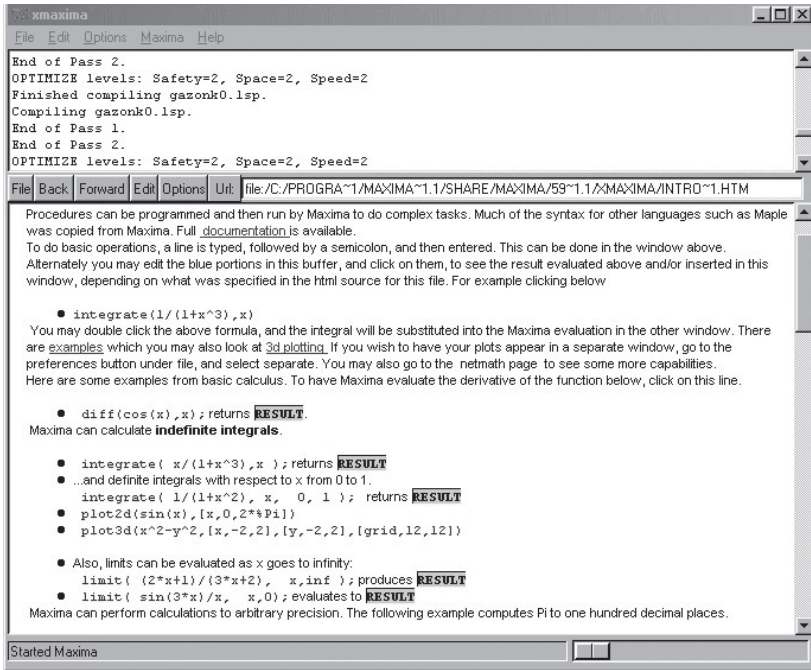 xmaxima
File Edit Options Maxima Help
End of Pass 2.
OPTIMIZE levels: Safety=2, Space=2, Speed=2
Finished compiling gazonk0.lsp.
Compiling gazonk0.lsp.
End of Pass 1.
End of Pass 2.
OPTIMIZE levels: Safety=2, Space=2, Speed=2
File Back Forward Edit Options Url: file:/C:/PROGRA~1/MAXIMA~1.1/SHARE/MAXIMA/59~1.1/XMAXIMA/INTRO~1.HTM
Procedures can be programmed and then run by Maxima to do complex tasks. Much of the syntax for other languages such as Maple
was copied from Maxima. Full documentation is available.
To do basic operations, a line is typed, followed by a semicolon, and then entered. This can be done in the window above.
Alternately you may edit the blue portions in this buffer, and click on them, to see the result evaluated above and/or inserted in this
window, depending on what was specified in the html source for this file. For example clicking below
● integrate(1/(1+x^3),x)
You may double click the above formula, and the integral will be substituted into the Maxima evaluation in the other window. There
are examples which you may also look at 3d plotting If you wish to have your plots appear in a separate window, go to the
preferences button under file, and select separate. You may also go to the netmath page to see some more capabilities.
Here are some examples from basic calculus. To have Maxima evaluate the derivative of the function below, click on this line.
● diff(cos(x),x); returns RESULT.
Maxima can calculate indefinite integrals.
● integrate( x/(1+x^3),x ); returns RESULT
● ...and definite integrals with respect to x from 0 to 1.
integrate( 1/(1+x^2), x, 0, 1 ); returns RESULT
● plot2d(sin(x),[x,0,2*%Pi])
● plot3d(x^2-y^2,[x,-2,2],[y,-2,2],[grid,12,12])
● Also, limits can be evaluated as x goes to infinity:
limit( (2*x+1)/(3*x+2), x,inf ); produces RESULT
● limit( sin(3*x)/x, x,0); evaluates to RESULT
Maxima can perform calculations to arbitrary precision. The following example computes Pi to one hundred decimal places.
Started Maxima